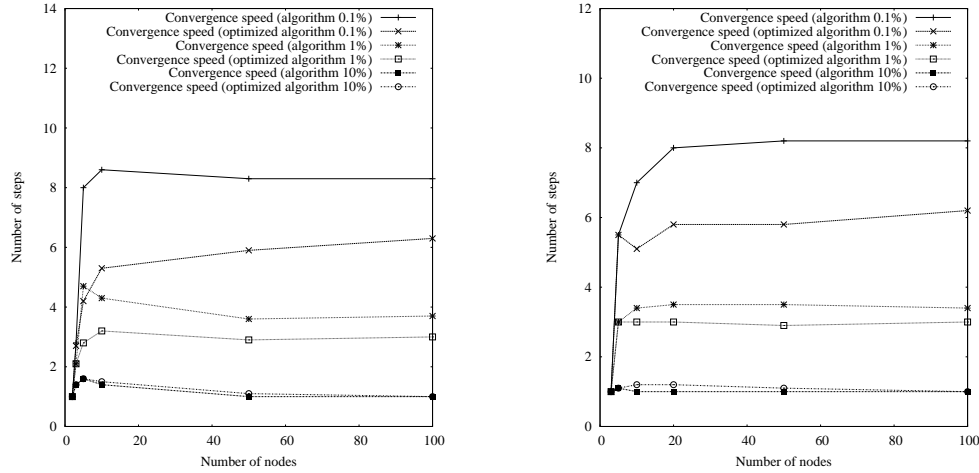 14
12
10
8
6
4
2
0
0
20
40
60
80
100
Number of steps
Number of nodes
Convergence speed (algorithm 0.1%)
Convergence speed (optimized algorithm 0.1%)
Convergence speed (algorithm 1%)
Convergence speed (optimized algorithm 1%)
Convergence speed (algorithm 10%)
Convergence speed (optimized algorithm 10%)
12
10
8
6
4
2
0
0
20
40
60
80
100
Number of steps
Number of nodes
Convergence speed (algorithm 0.1%)
Convergence speed (optimized algorithm 0.1%)
Convergence speed (algorithm 1%)
Convergence speed (optimized algorithm 1%)
Convergence speed (algorithm 10%)
Convergence speed (optimized algorithm 10%)